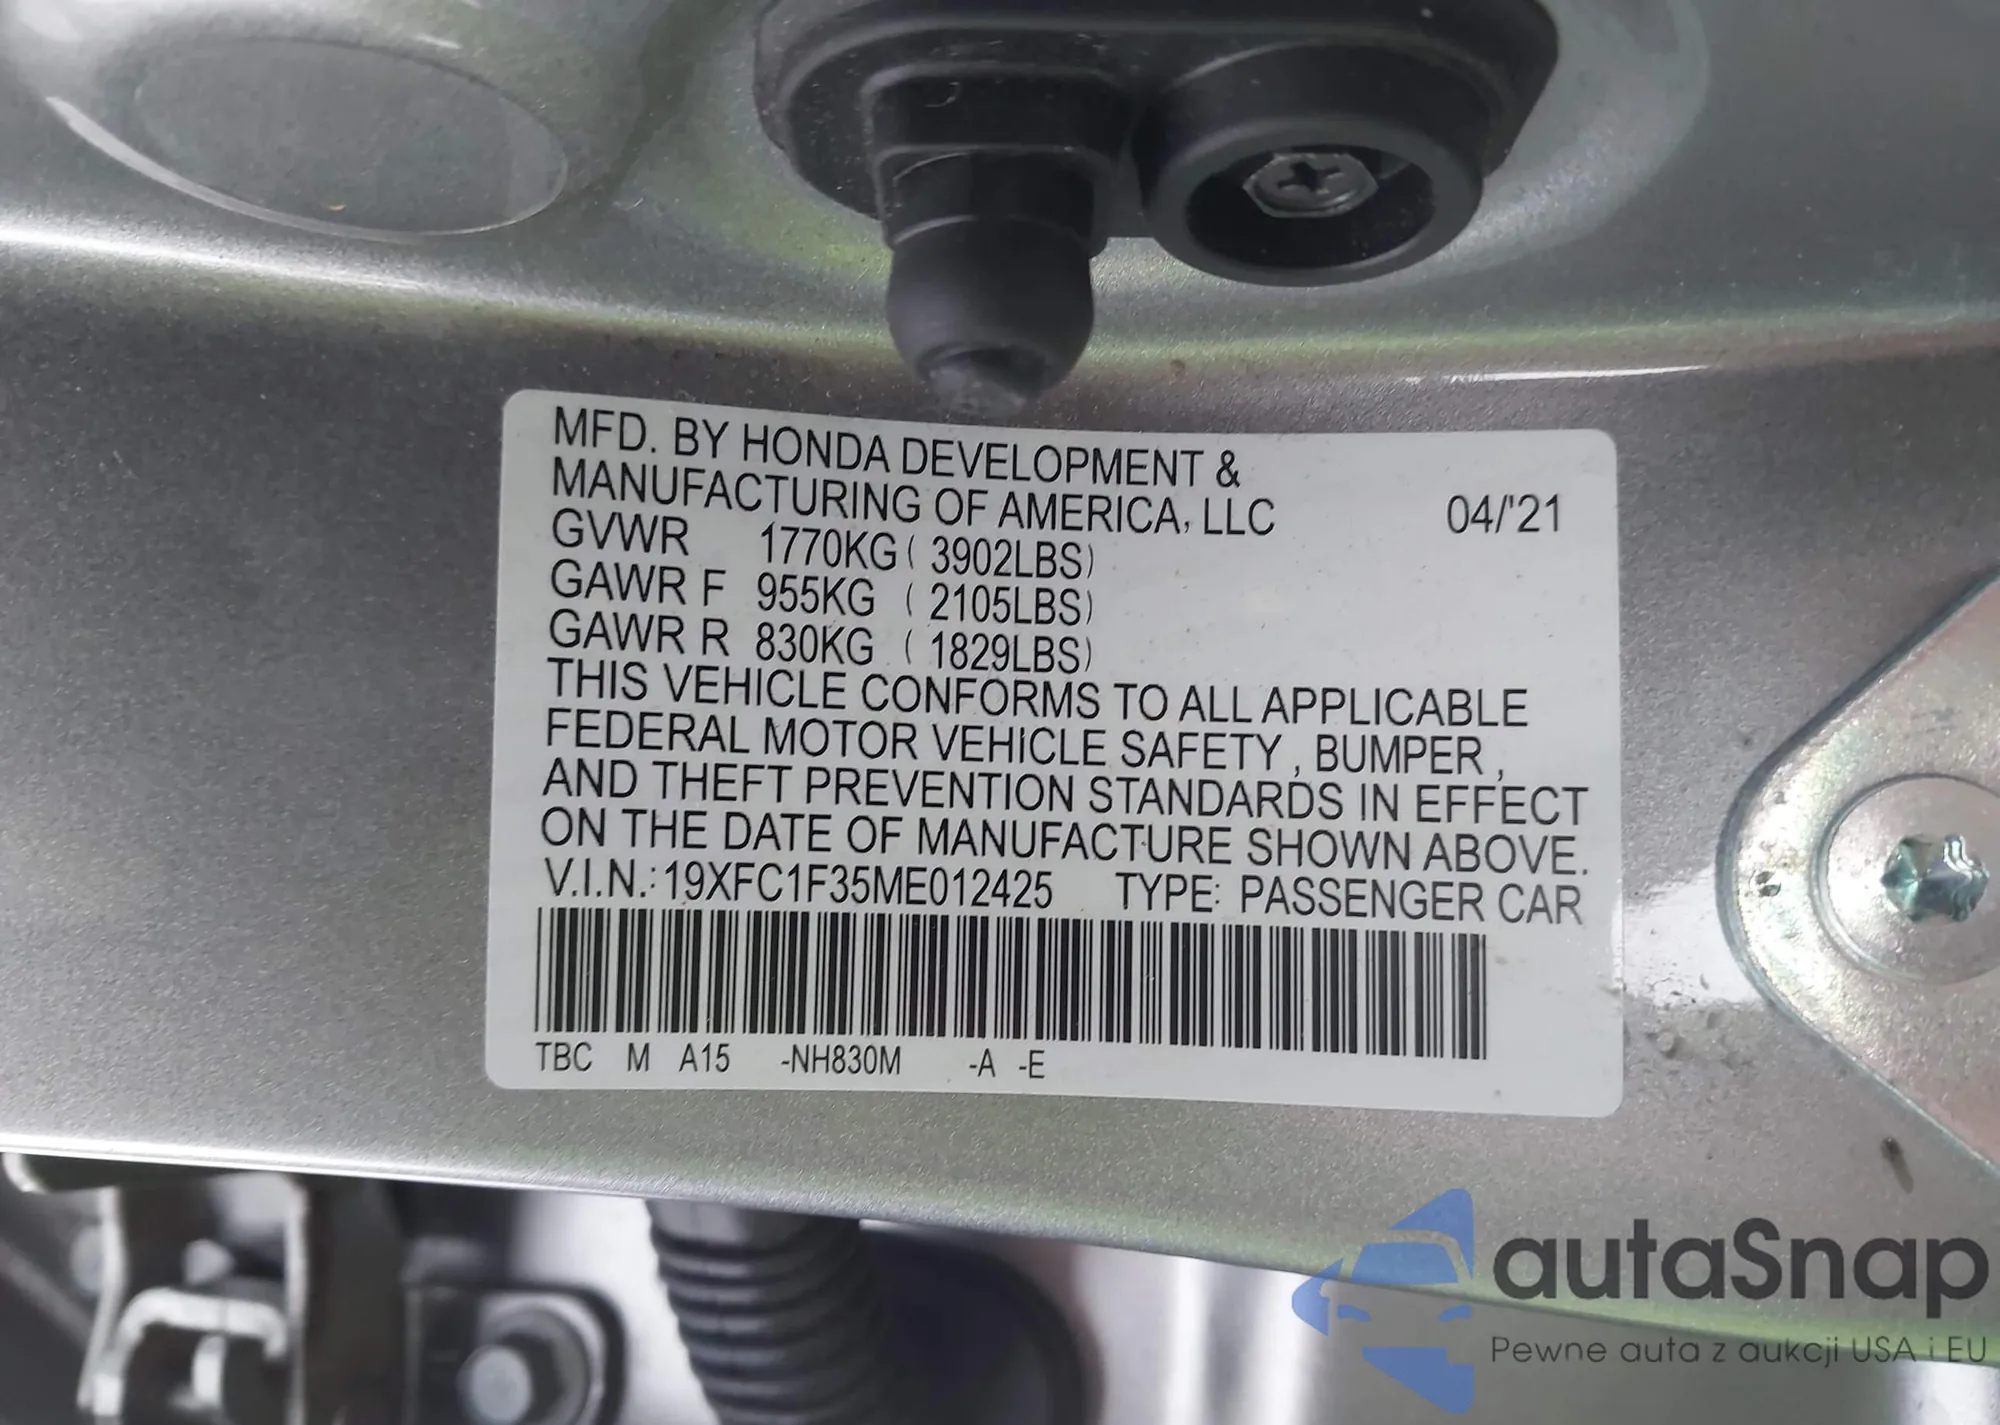 MFD. BY HONDA DEVELOPMENT &
MANUFACTURING OF AMERICA, LLC 04/'21
GVWR 1770KG ( 3902LBS)
GAWR F 955KG ( 2105LBS)
GAWR R 830KG ( 1829LBS)
THIS VEHICLE CONFORMS TO ALL APPLICABLE
FEDERAL MOTOR VEHICLE SAFETY , BUMPER ,
AND THEFT PREVENTION STANDARDS IN EFFECT
ON THE DATE OF MANUFACTURE SHOWN ABOVE.
V.I.N.: 19XFC1F35ME012425 TYPE: PASSENGER CAR
TBC M A15 -NH830M -A -E
autaSnap
Pewne auta z aukcji USA i EU